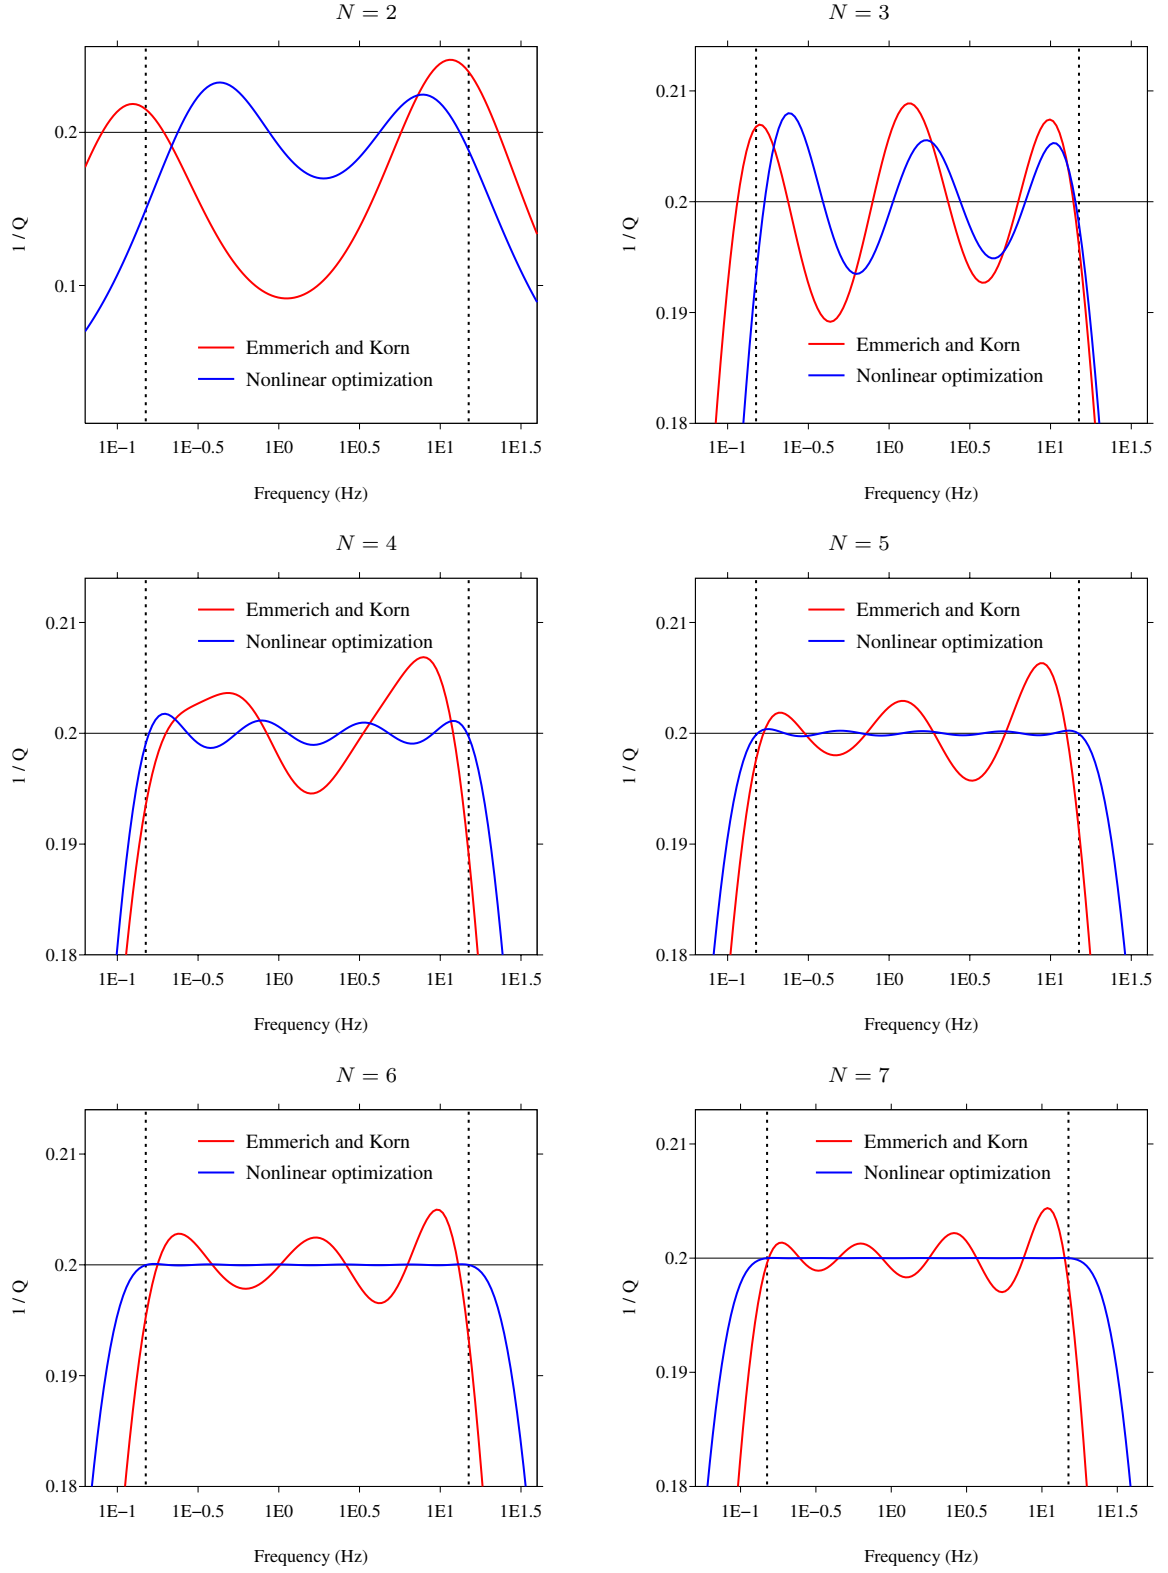 N = 2
0.2
0.1
1 / Q
Emmerich and Korn
Nonlinear optimization
1E−1 1E−0.5 1E0 1E0.5 1E1 1E1.5
Frequency (Hz)
N = 3
0.21
0.2
0.19
0.18
1 / Q
Emmerich and Korn
Nonlinear optimization
1E−1 1E−0.5 1E0 1E0.5 1E1 1E1.5
Frequency (Hz)
N = 4
Emmerich and Korn
Nonlinear optimization
0.21
0.2
0.19
0.18
1 / Q
1E−1 1E−0.5 1E0 1E0.5 1E1 1E1.5
Frequency (Hz)
N = 5
Emmerich and Korn
Nonlinear optimization
0.21
0.2
0.19
0.18
1 / Q
1E−1 1E−0.5 1E0 1E0.5 1E1 1E1.5
Frequency (Hz)
N = 6
Emmerich and Korn
Nonlinear optimization
0.21
0.2
0.19
0.18
1 / Q
1E−1 1E−0.5 1E0 1E0.5 1E1 1E1.5
Frequency (Hz)
N = 7
Emmerich and Korn
Nonlinear optimization
0.21
0.2
0.19
0.18
1 / Q
1E−1 1E−0.5 1E0 1E0.5 1E1 1E1.5
Frequency (Hz)